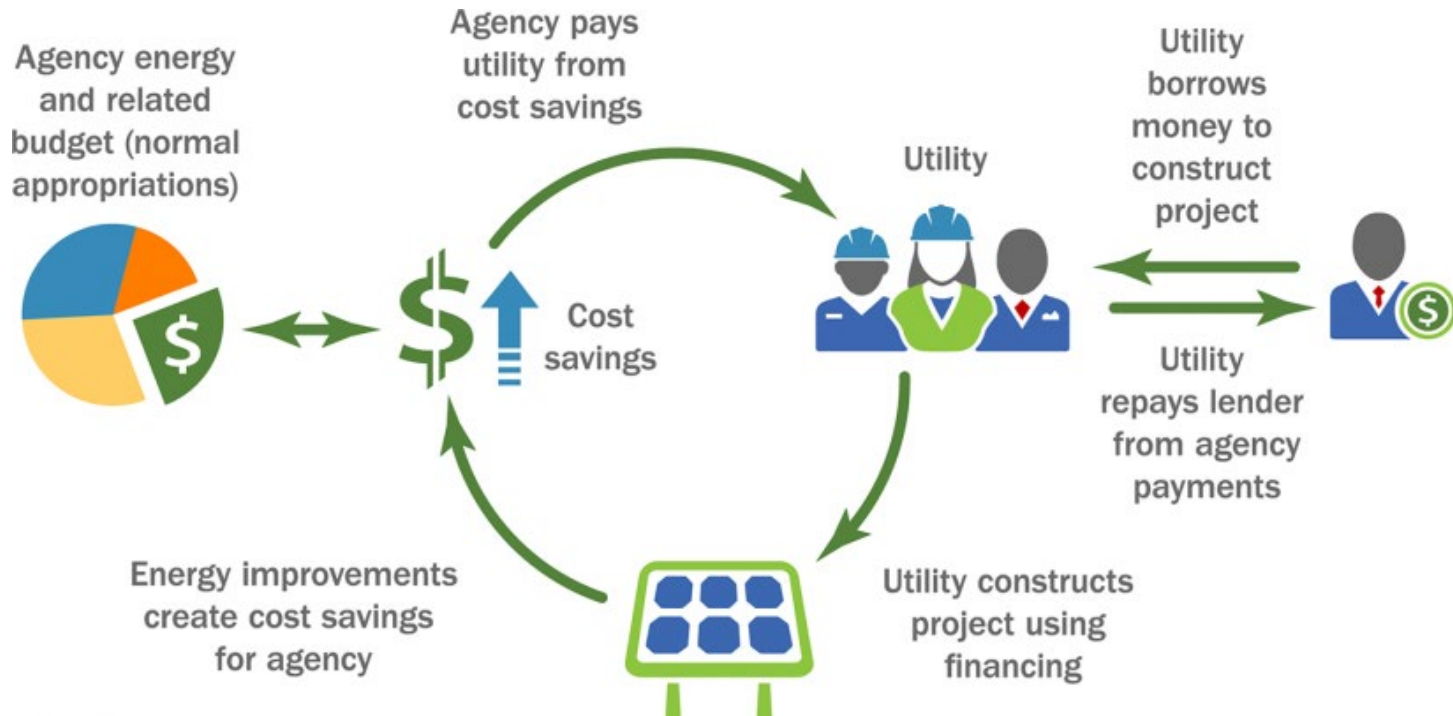 Agency energy
and related
budget (normal
appropriations)
$
Agency pays
utility from
cost savings
$
Cost
savings
Utility
Utility
borrows
money to
construct
project
$
Utility
repays lender
from agency
payments
Utility constructs
project using
financing
Energy improvements
create cost savings
for agency